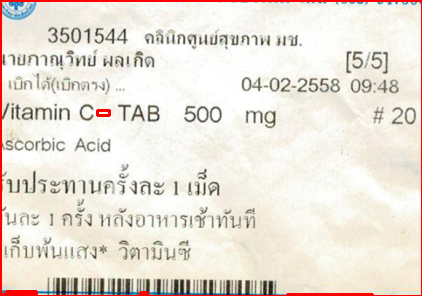 3501544 คลินิกศูนย์สุขภาพ มช.
นายภาณุวิทย์ ผลเกิด [5/5]
เบิกได้(เบิกตรง) ... 04-02-2558 09:48
Vitamin C - TAB 500 mg # 20
Ascorbic Acid
รับประทานครั้งละ 1 เม็ด
วันละ 1 ครั้ง หลังอาหารเช้าทันที
เก็บพ้นแสง* วิตามินซี